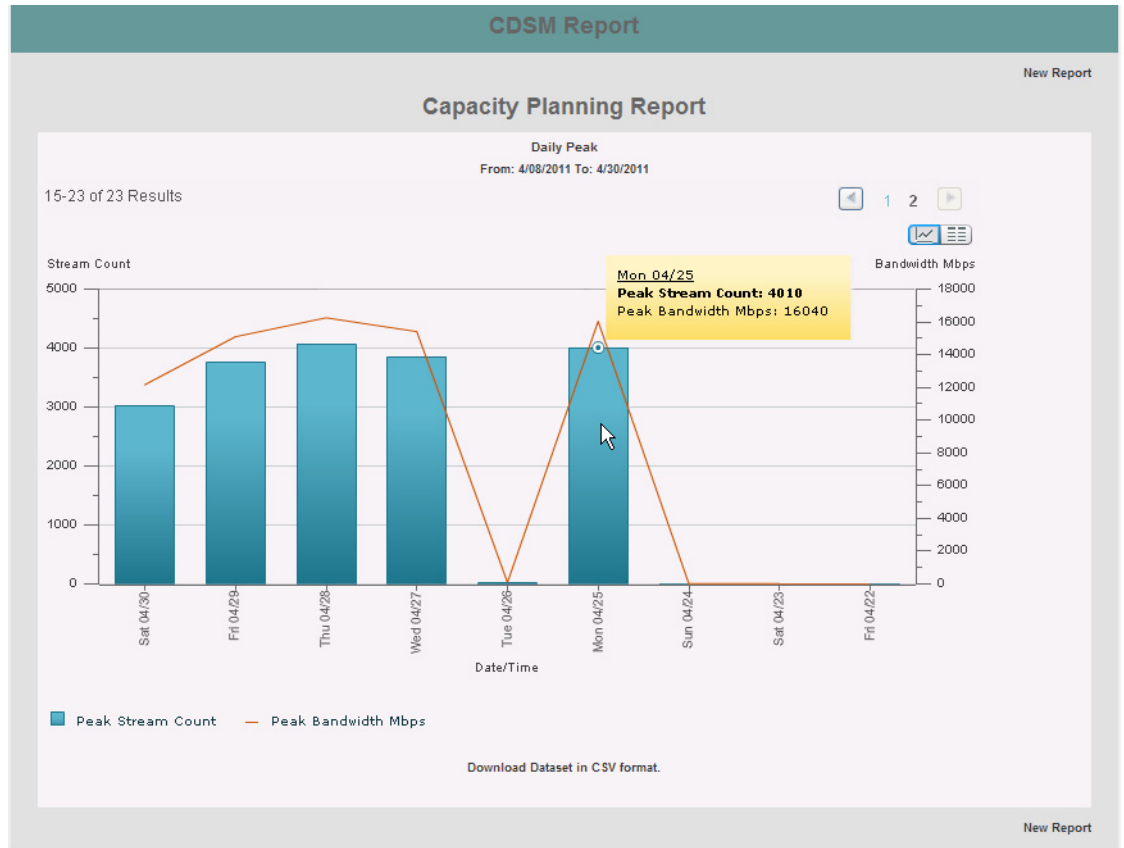 CDSM Report
New Report
Capacity Planning Report
Daily Peak
From: 4/08/2011 To: 4/30/2011
15-23 of 23 Results
1 2
Stream Count
Bandwidth Mbps
Mon 04/25
Peak Stream Count: 4010
Peak Bandwidth Mbps: 16040
5000
4000
3000
2000
1000
0
18000
16000
14000
12000
10000
8000
6000
4000
2000
0
Sat 04/30
Fri 04/29
Thu 04/28
Wed 04/27
Tue 04/26
Mon 04/25
Sun 04/24
Sat 04/23
Fri 04/22
Date/Time
Peak Stream Count
Peak Bandwidth Mbps
Download Dataset in CSV format.
New Report